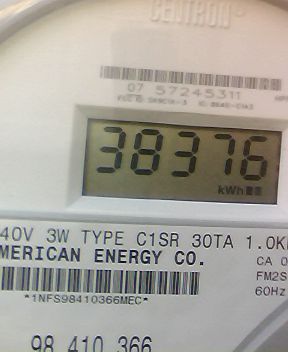 CENTRON®
07 57245311
38376
kWh
40V 3W TYPE C1SR 30TA 1.0K
MERICAN ENERGY CO.
CA 0
FM2S
60Hz
*1NFS98410366MEC*
98 410 366